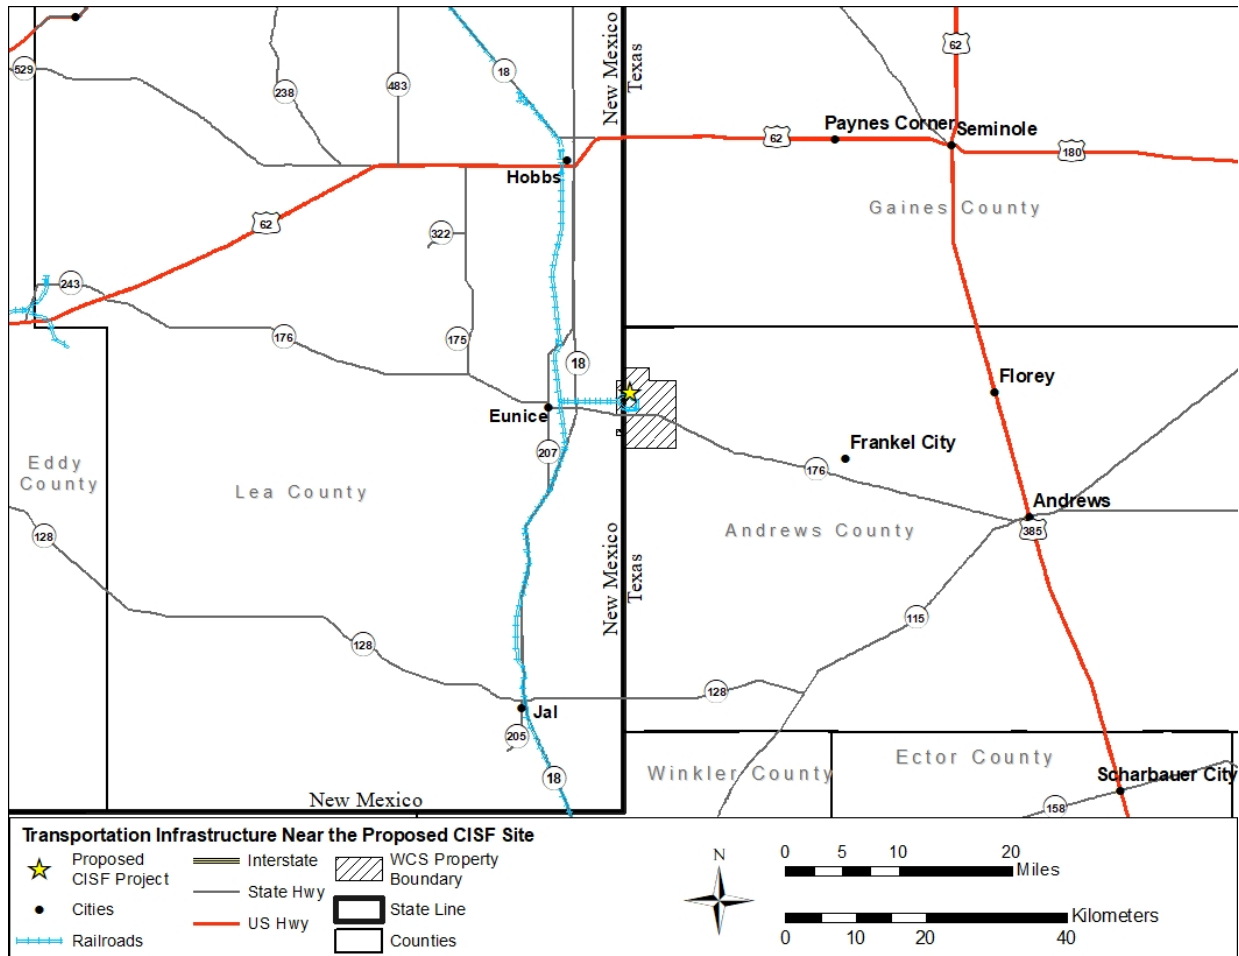 529
238
483
18
New Mexico
Texas
62
Paynes Corner
Seminole
62
180
Hobbs
Gaines County
62
322
243
176
175
18
Florey
Eunice
Frankel City
207
176
Eddy
County
Lea County
Andrews
Andrews County
385
128
New Mexico
Texas
115
128
128
Jal
205
Ector County
Winkler County
18
Scharbauer City
New Mexico
158
Transportation Infrastructure Near the Proposed CISF Site
Proposed
CISF Project
Cities
Railroads
Interstate
State Hwy
US Hwy
WCS Property
Boundary
State Line
Counties
N
0 5 10 20
Miles
Kilometers
0 10 20 40